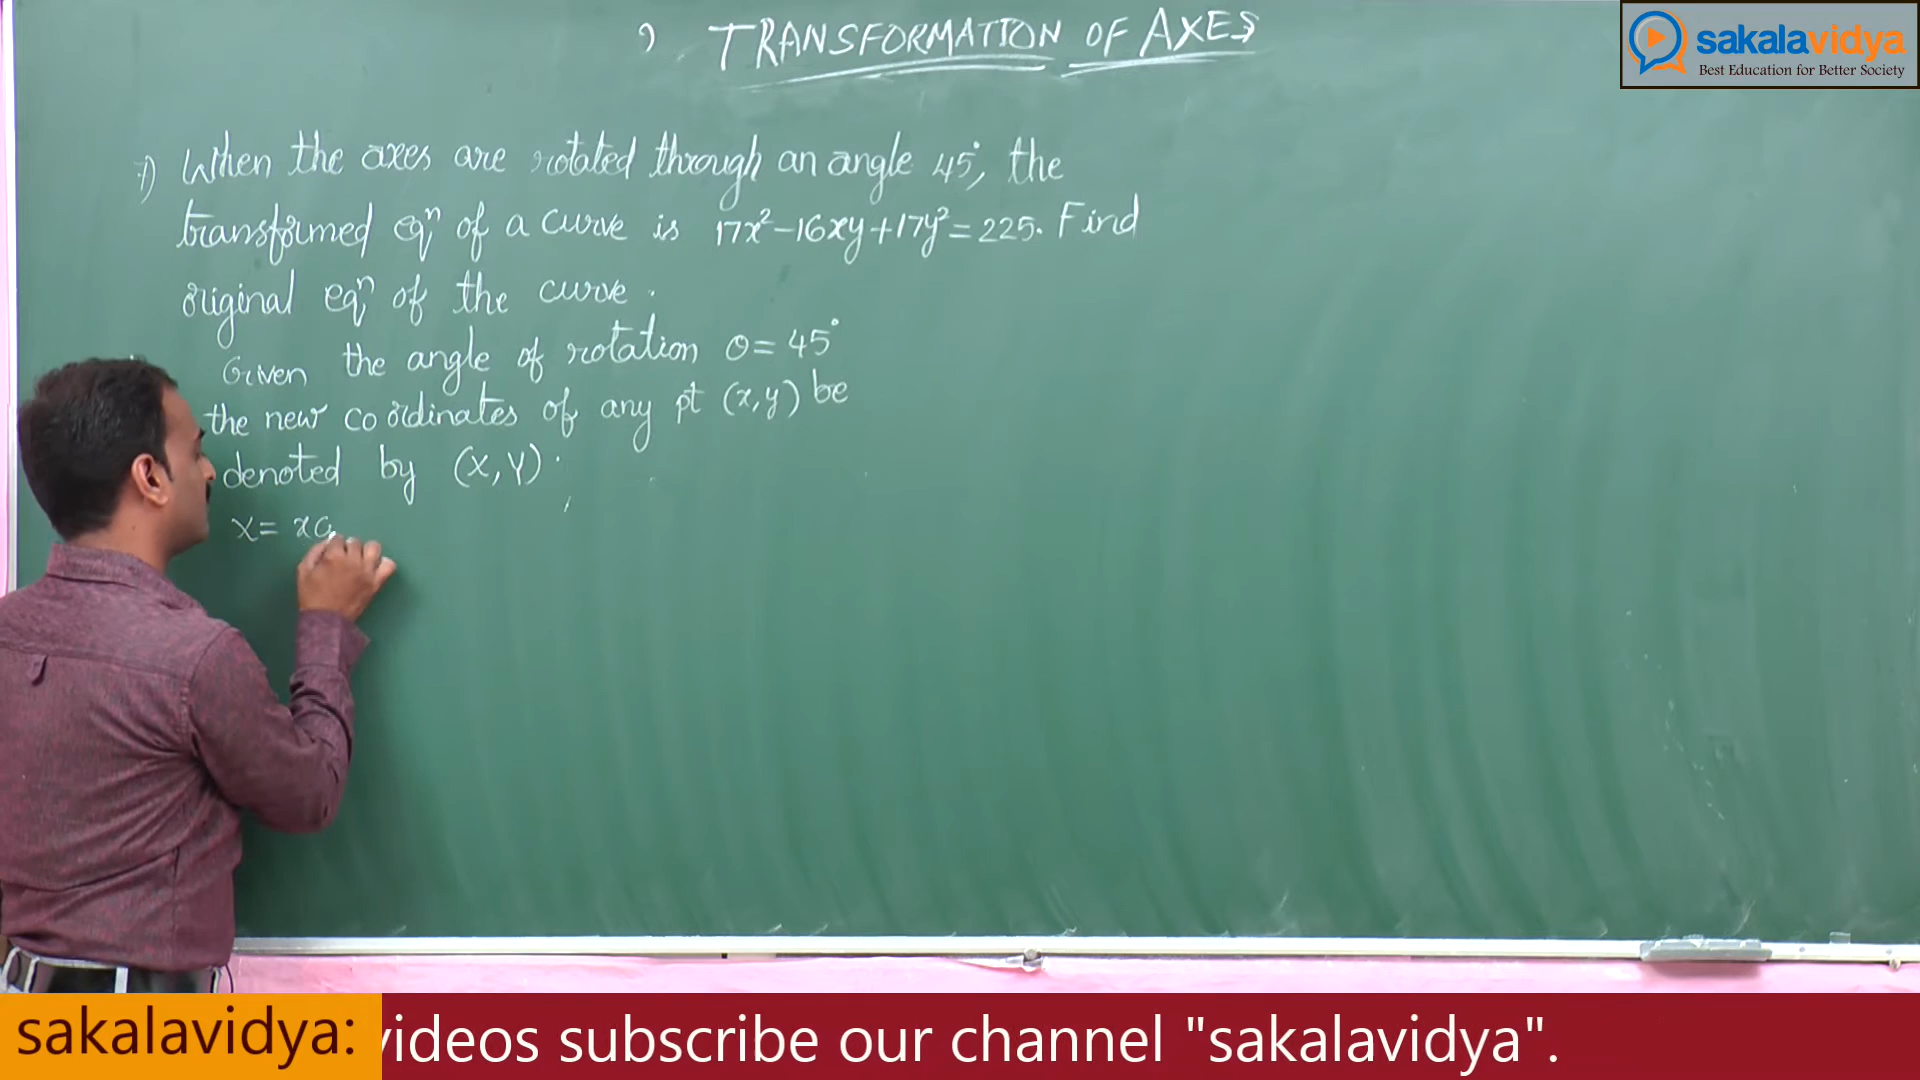 TRANSFORMATION OF AXES
sakalavidya
Best Education for Better Society
1) When the axes are rotated through an angle 45°, the
transformed eqⁿ of a curve is 17x²-16xy+17y²=225. Find
original eqⁿ of the curve.
Given the angle of rotation θ=45°
the new coordinates of any pt (x,y) be
denoted by (X,Y).
X= x
sakalavidya: videos subscribe our channel "sakalavidya".